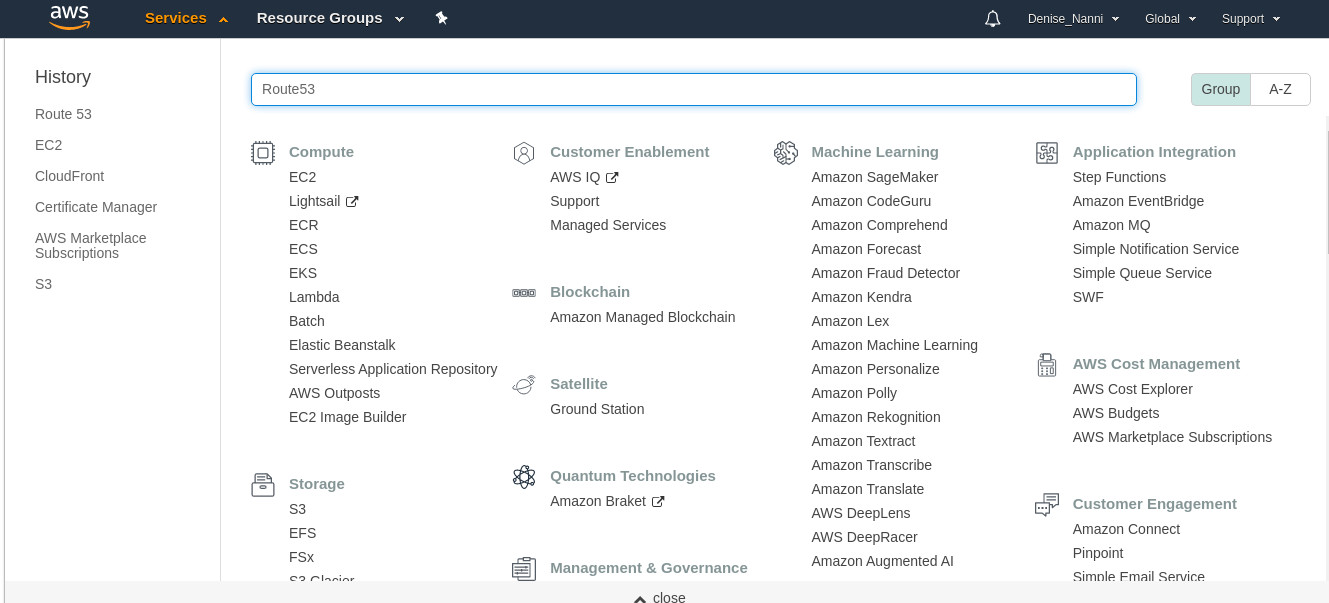 aws
Services
Resource Groups
Denise_Nanni
Global
Support
History
Route 53
EC2
CloudFront
Certificate Manager
AWS Marketplace
Subscriptions
S3
Route53
Group
A-Z
Compute
EC2
Lightsail
ECR
ECS
EKS
Lambda
Batch
Elastic Beanstalk
Serverless Application Repository
AWS Outposts
EC2 Image Builder
Storage
S3
EFS
FSx
S3 Glacier
Customer Enablement
AWS IQ
Support
Managed Services
Blockchain
Amazon Managed Blockchain
Satellite
Ground Station
Quantum Technologies
Amazon Braket
Management & Governance
Machine Learning
Amazon SageMaker
Amazon CodeGuru
Amazon Comprehend
Amazon Forecast
Amazon Fraud Detector
Amazon Kendra
Amazon Lex
Amazon Machine Learning
Amazon Personalize
Amazon Polly
Amazon Rekognition
Amazon Textract
Amazon Transcribe
Amazon Translate
AWS DeepLens
AWS DeepRacer
Amazon Augmented AI
Application Integration
Step Functions
Amazon EventBridge
Amazon MQ
Simple Notification Service
Simple Queue Service
SWF
AWS Cost Management
AWS Cost Explorer
AWS Budgets
AWS Marketplace Subscriptions
Customer Engagement
Amazon Connect
Pinpoint
Simple Email Service
close